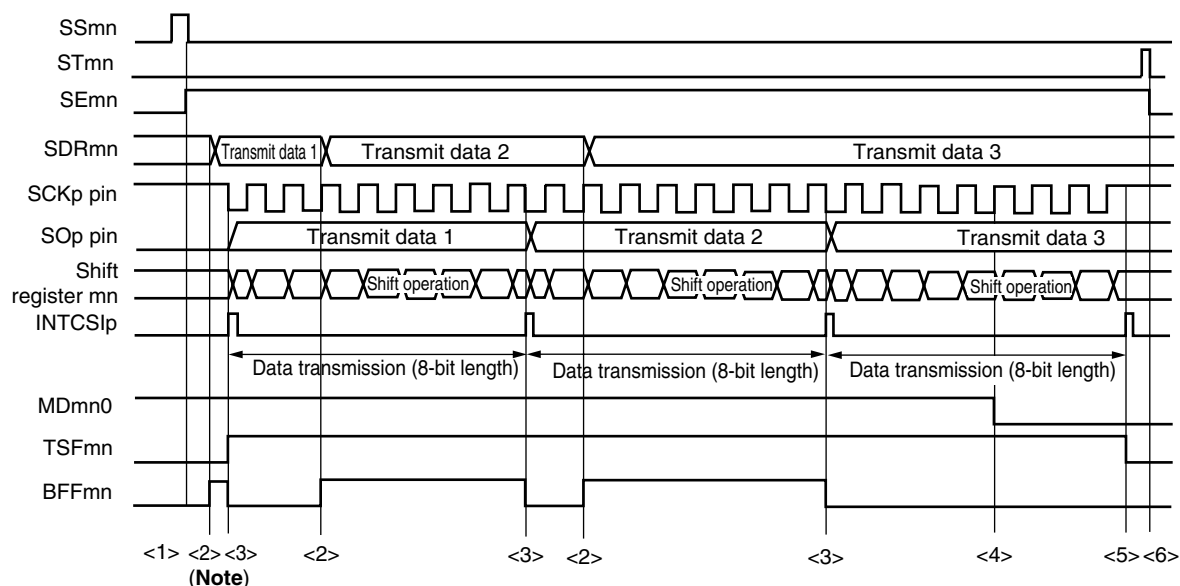 SSmn
STmn
SEmn
SDRmn Transmit data 1 Transmit data 2 Transmit data 3
SCKp pin
SOp pin Transmit data 1 Transmit data 2 Transmit data 3
Shift
register mn Shift operation Shift operation Shift operation
INTCSIp
Data transmission (8-bit length) Data transmission (8-bit length) Data transmission (8-bit length)
MDmn0
TSFmn
BFFmn
<1> <2> <3> <2> <3> <2> <3> <4> <5> <6>
(Note)